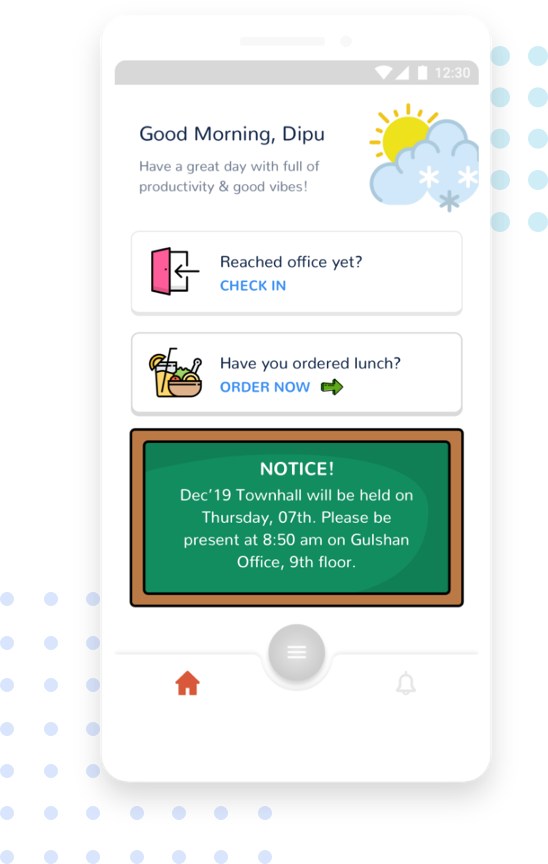 12:30
Good Morning, Dipu
Have a great day with full of
productivity & good vibes!
Reached office yet?
CHECK IN
Have you ordered lunch?
ORDER NOW
NOTICE!
Dec’19 Townhall will be held on
Thursday, 07th. Please be
present at 8:50 am on Gulshan
Office, 9th floor.